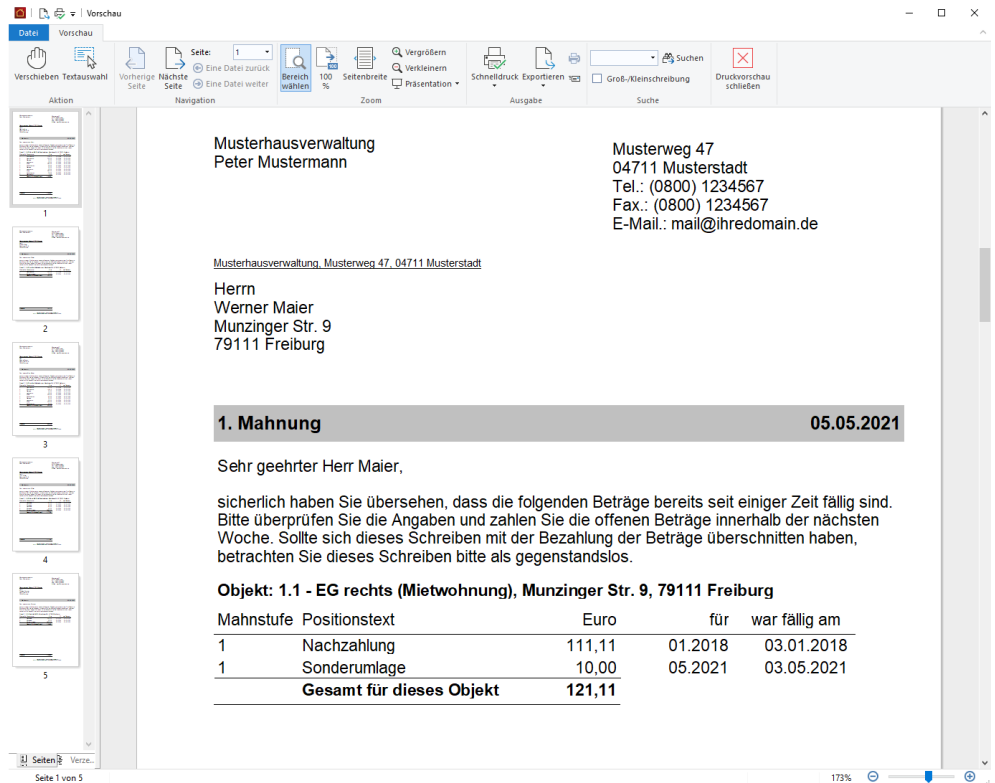 Vorschau
Datei Vorschau
Verschieben Textauswahl
Aktion
Vorherige Seite Nächste Seite
Seite: 1
Eine Datei zurück
Eine Datei weiter
Navigation
Bereich wählen
100 %
Seitenbreite
Vergrößern
Verkleinern
Präsentation
Zoom
Schnelldruck Exportieren
Ausgabe
Suchen
Groß-/Kleinschreibung
Suche
Druckvorschau schließen
1
2
3
4
5
Musterhausverwaltung
Peter Mustermann
Musterweg 47
04711 Musterstadt
Tel.: (0800) 1234567
Fax.: (0800) 1234567
E-Mail.: mail@ihredomain.de
Musterhausverwaltung, Musterweg 47, 04711 Musterstadt
Herrn
Werner Maier
Munzinger Str. 9
79111 Freiburg
1. Mahnung 05.05.2021
Sehr geehrter Herr Maier,
sicherlich haben Sie übersehen, dass die folgenden Beträge bereits seit einiger Zeit fällig sind.
Bitte überprüfen Sie die Angaben und zahlen Sie die offenen Beträge innerhalb der nächsten
Woche. Sollte sich dieses Schreiben mit der Bezahlung der Beträge überschnitten haben,
betrachten Sie dieses Schreiben bitte als gegenstandslos.
Objekt: 1.1 - EG rechts (Mietwohnung), Munzinger Str. 9, 79111 Freiburg
Mahnstufe Positionstext Euro für war fällig am
1 Nachzahlung 111,11 01.2018 03.01.2018
1 Sonderumlage 10,00 05.2021 03.05.2021
Gesamt für dieses Objekt 121,11
Seiten Verze..
Seite 1 von 5
173%